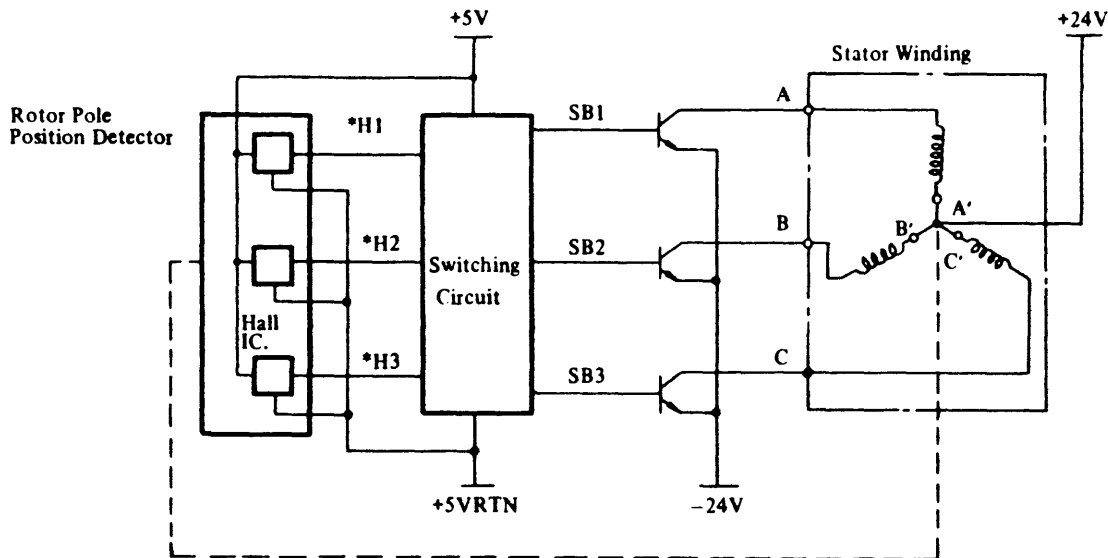 +5V
+24V
Stator Winding
Rotor Pole
Position Detector
*H1
SB1
A
*H2
SB2
B
B'
A'
C'
Switching
Circuit
Hall
IC.
*H3
SB3
C
+5VRTN
−24V